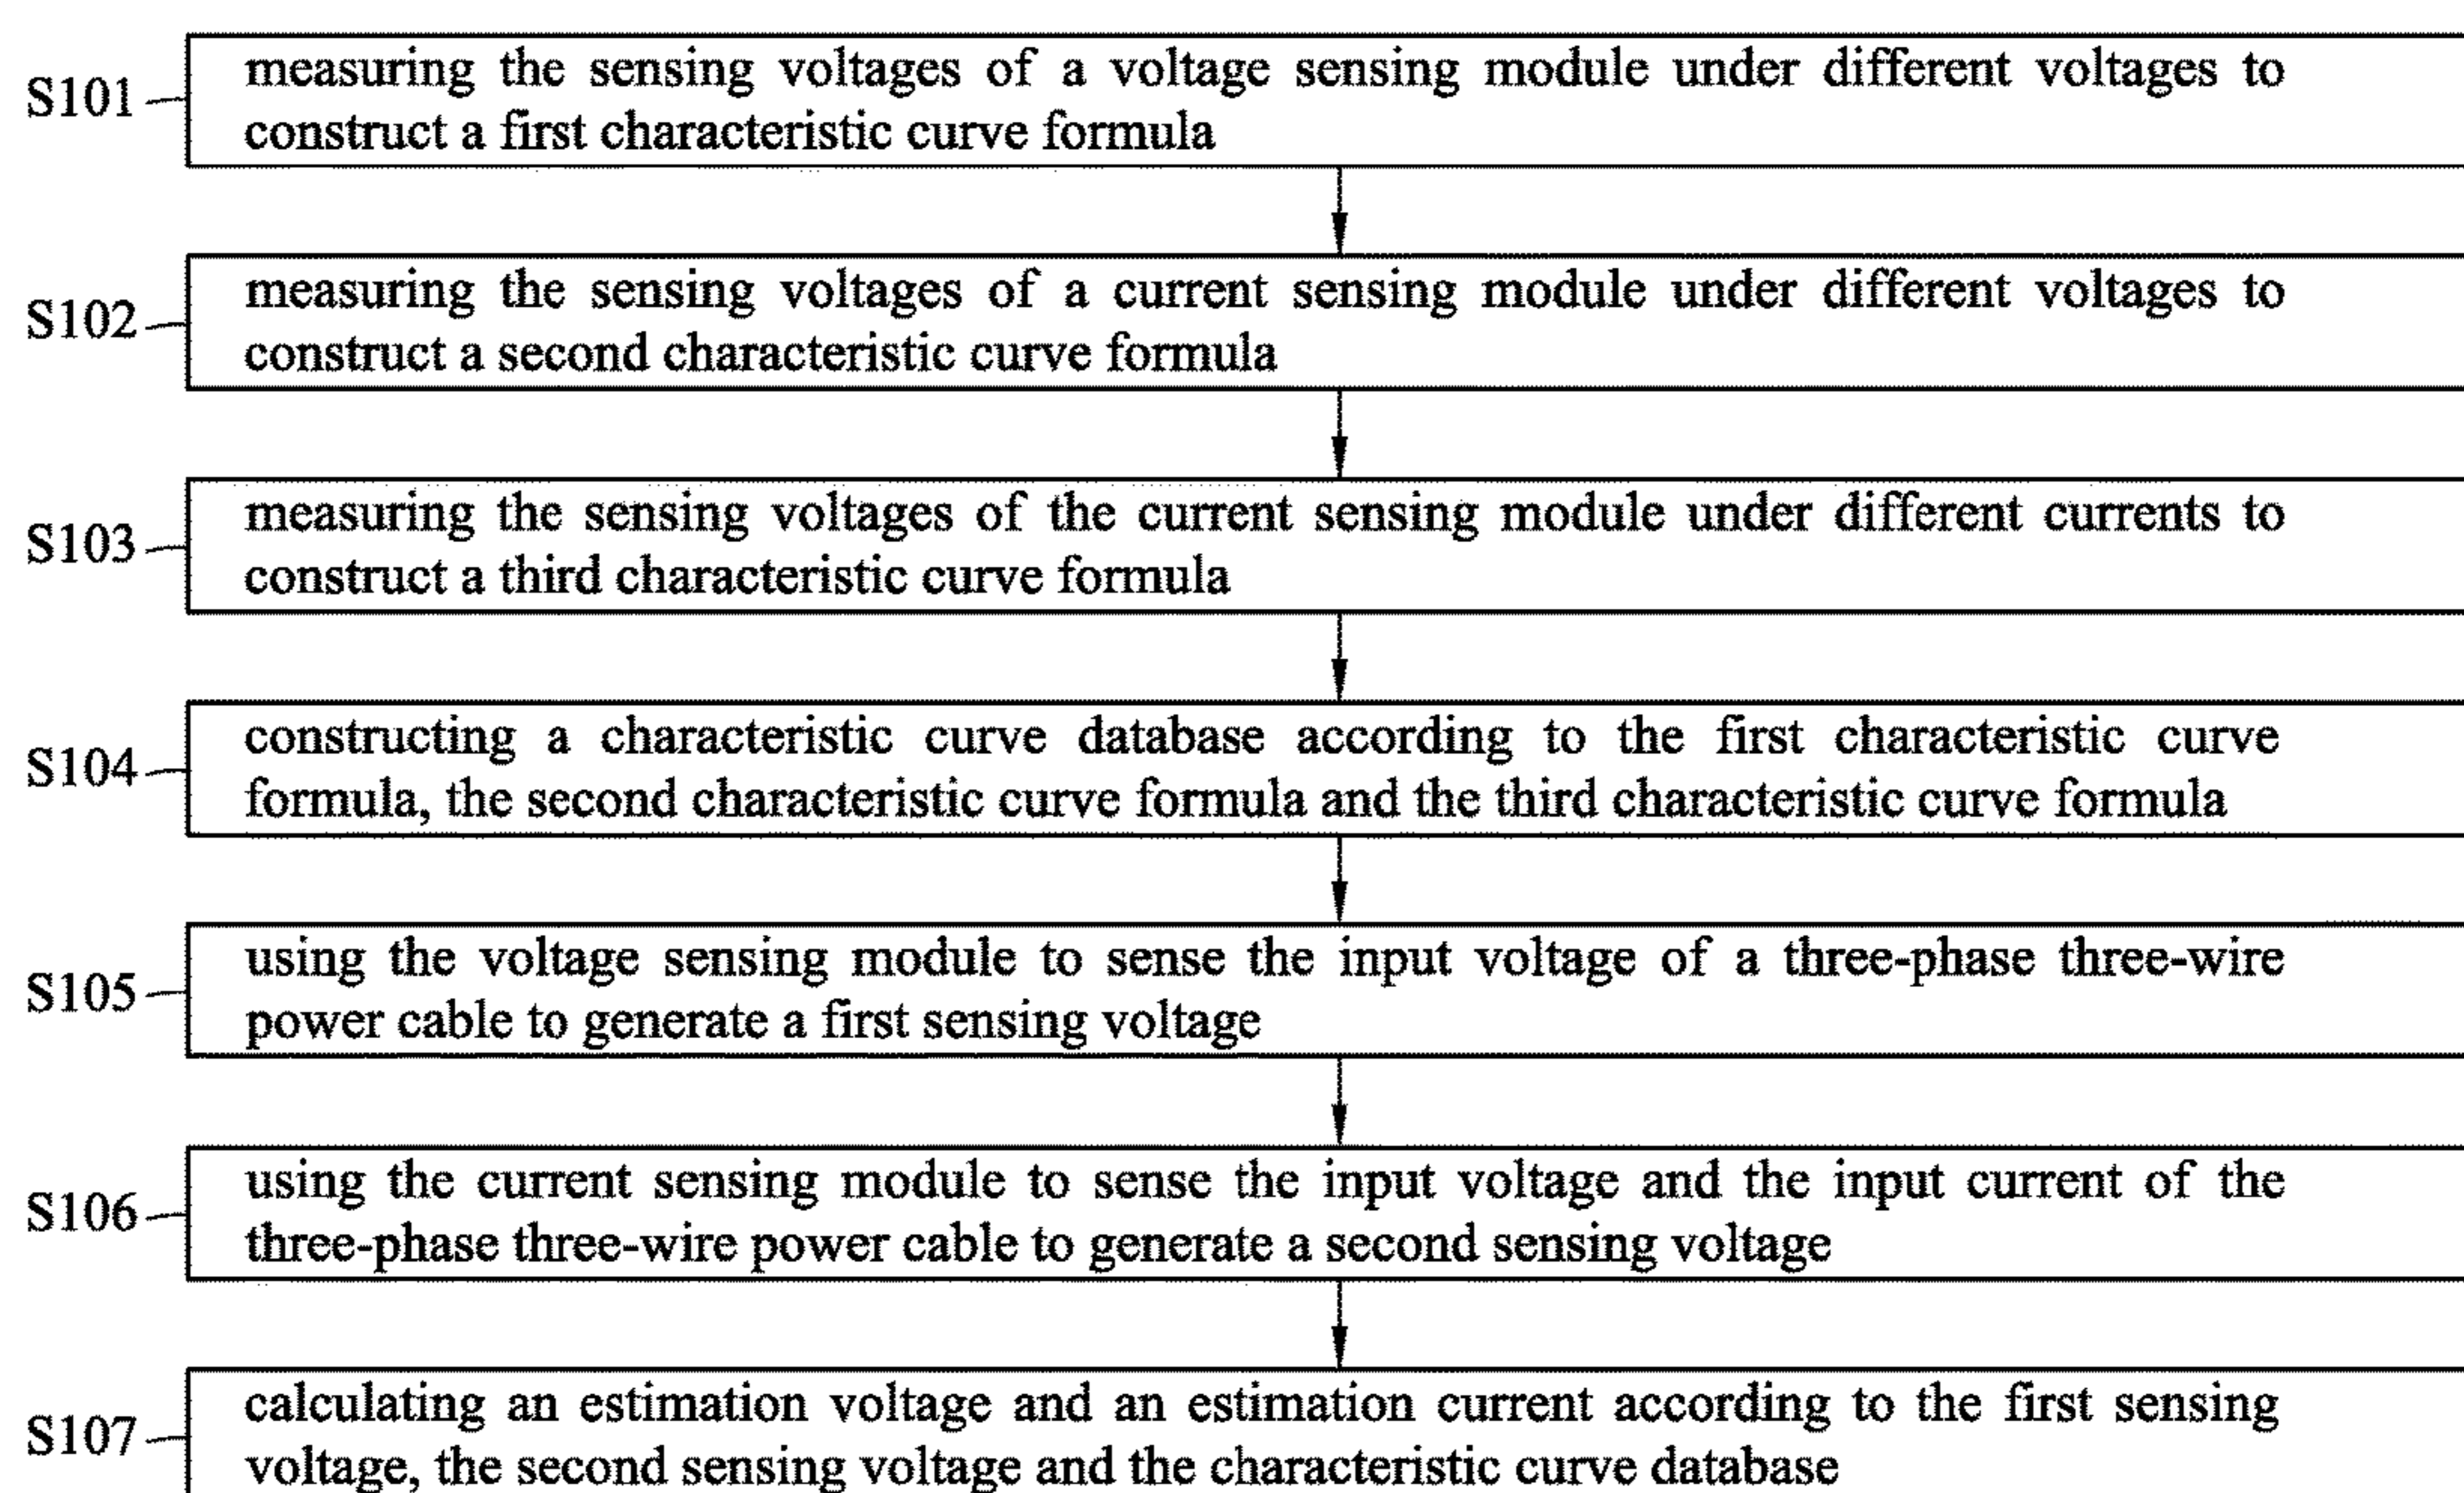 S101 measuring the sensing voltages of a voltage sensing module under different voltages to
construct a first characteristic curve formula
S102 measuring the sensing voltages of a current sensing module under different voltages to
construct a second characteristic curve formula
S103 measuring the sensing voltages of the current sensing module under different currents to
construct a third characteristic curve formula
S104 constructing a characteristic curve database according to the first characteristic curve
formula, the second characteristic curve formula and the third characteristic curve formula
S105 using the voltage sensing module to sense the input voltage of a three-phase three-wire
power cable to generate a first sensing voltage
S106 using the current sensing module to sense the input voltage and the input current of the
three-phase three-wire power cable to generate a second sensing voltage
S107 calculating an estimation voltage and an estimation current according to the first sensing
voltage, the second sensing voltage and the characteristic curve database